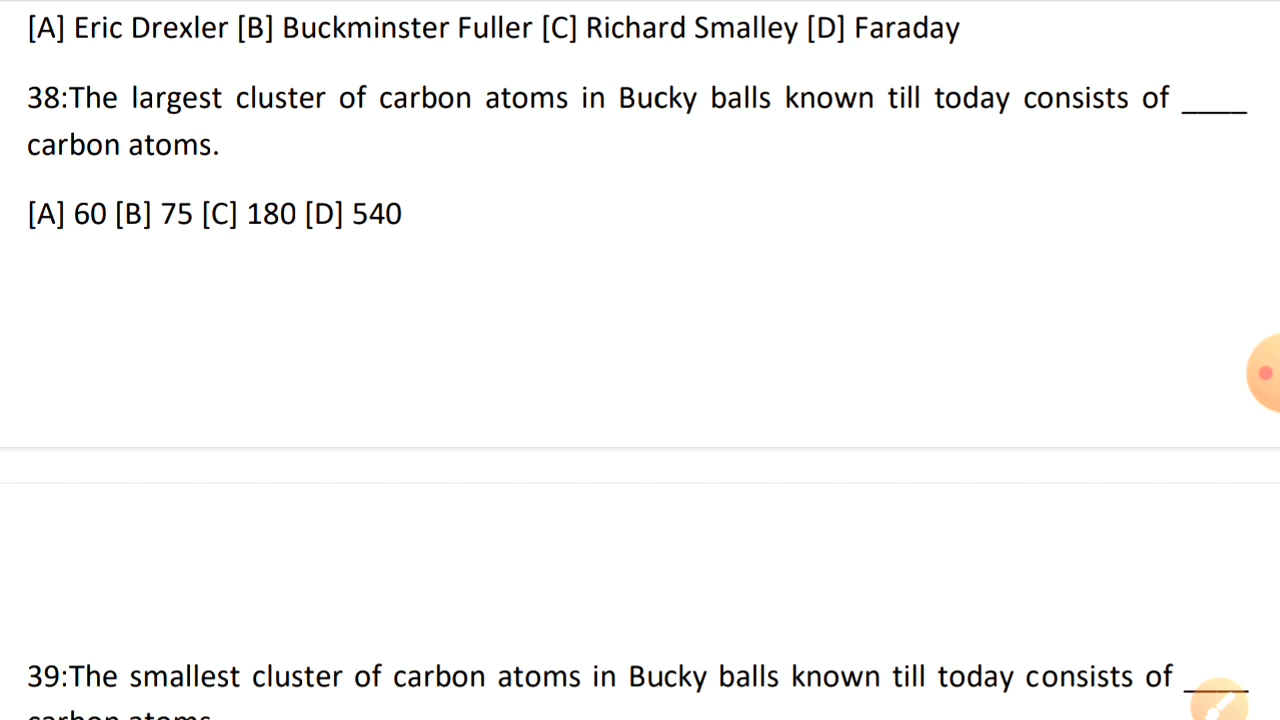 [A] Eric Drexler [B] Buckminster Fuller [C] Richard Smalley [D] Faraday
38:The largest cluster of carbon atoms in Bucky balls known till today consists of ____
carbon atoms.
[A] 60 [B] 75 [C] 180 [D] 540
39:The smallest cluster of carbon atoms in Bucky balls known till today consists of ____
carbon atoms